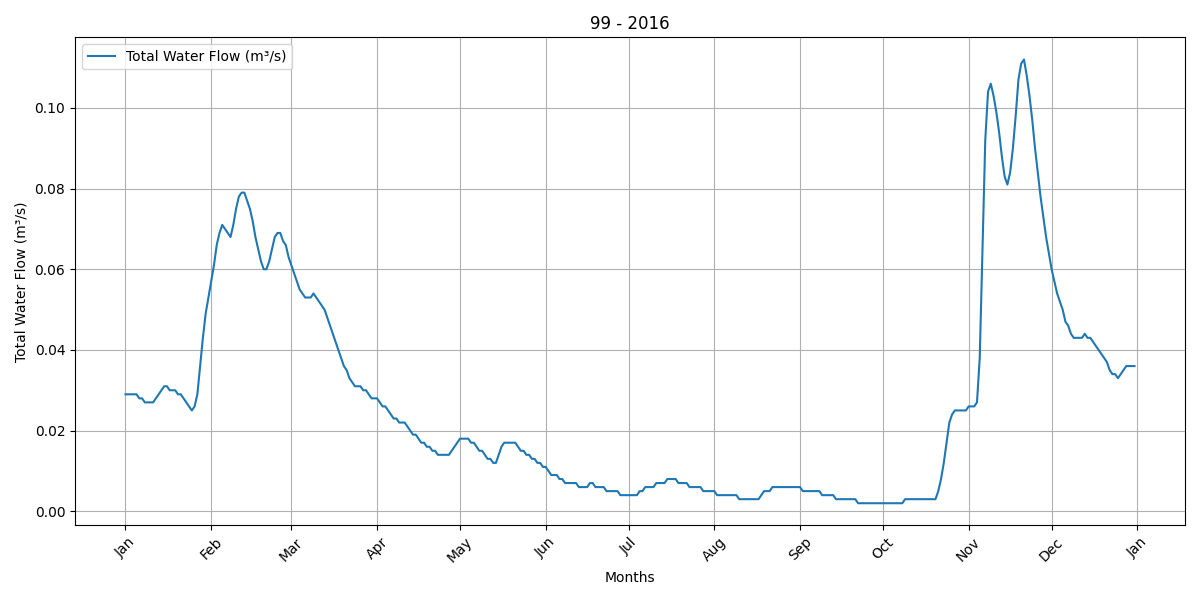 99 - 2016
Total Water Flow (m³/s)
Total Water Flow (m³/s)
0.10
0.08
0.06
0.04
0.02
0.00
Jan
Feb
Mar
Apr
May
Jun
Jul
Aug
Sep
Oct
Nov
Dec
Jan
Months